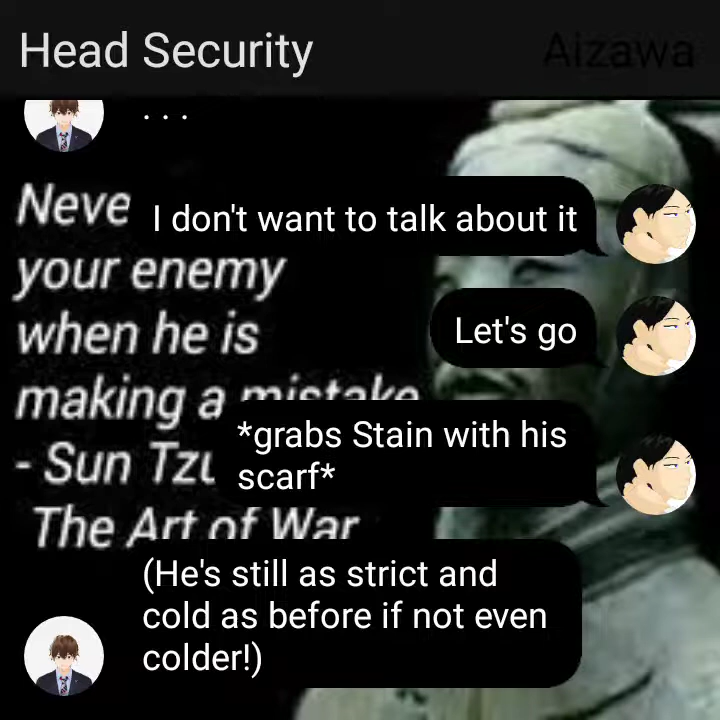 Head Security
Aizawa
...
Neve
I don't want to talk about it
your enemy
when he is
Let's go
making a mistake
*grabs Stain with his
scarf*
- Sun Tzu
The Art of War
(He's still as strict and
cold as before if not even
colder!)